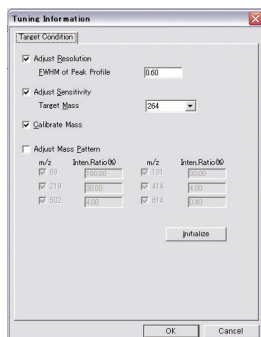 Tuning Information
Target Condition
Adjust Resolution
FWHM of Peak Profile 0.60
Adjust Sensitivity
Target Mass 264
Calibrate Mass
Adjust Mass Pattern
m/z Inten.Ratio(%) m/z Inten.Ratio(%)
69 100.00 131 30.00
219 30.00 414 4.00
502 4.00 614 0.40
Initialize
OK Cancel